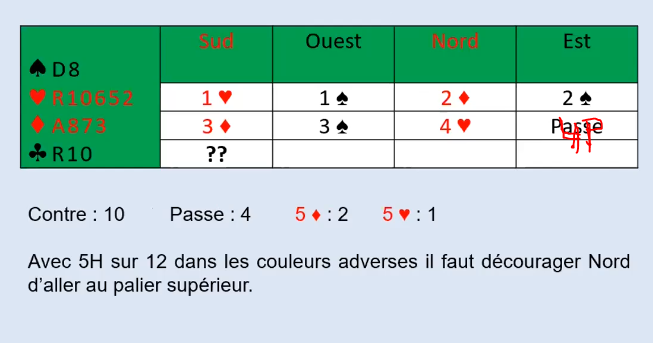 Sud Ouest Nord Est
♠ D8
♥ R10652 1 ♥ 1 ♠ 2 ♦ 2 ♠
♦ A873 3 ♦ 3 ♠ 4 ♥ Passe
♣ R10 ??
Contre : 10 Passe : 4 5 ♦ : 2 5 ♥ : 1
Avec 5H sur 12 dans les couleurs adverses il faut décourager Nord
d'aller au palier supérieur.